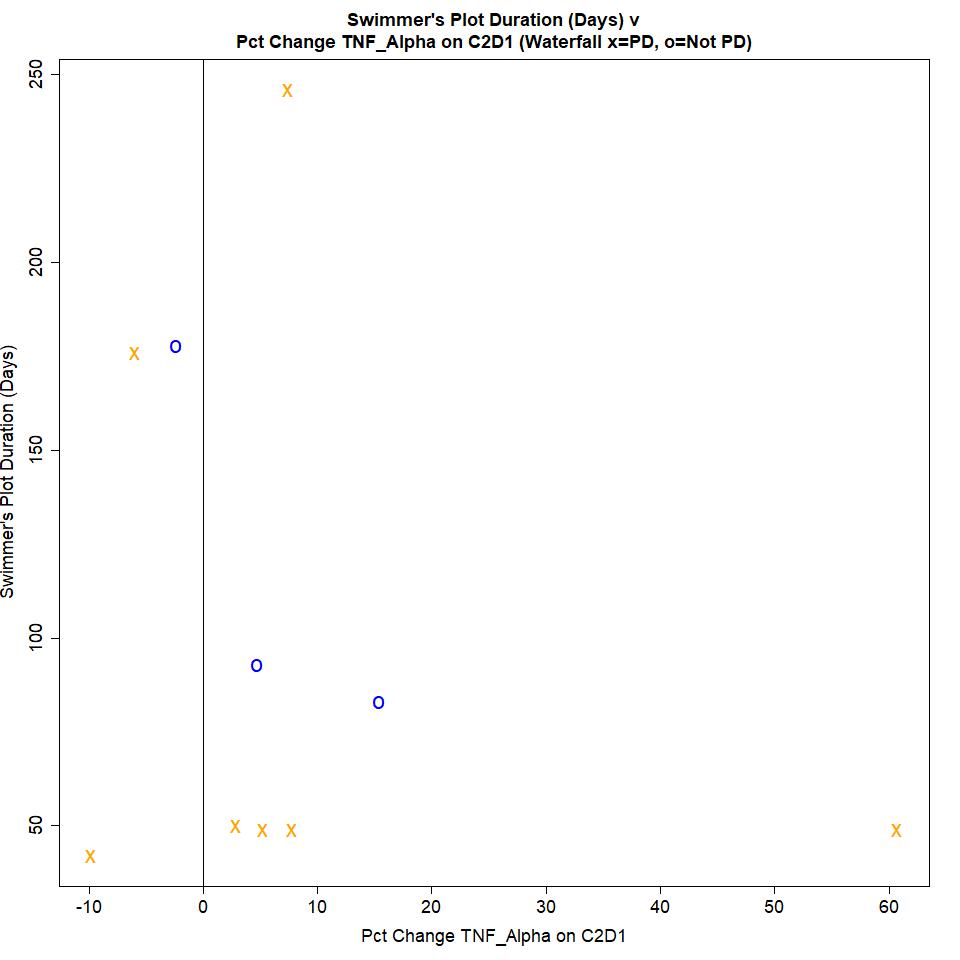 Swimmer's Plot Duration (Days) v
Pct Change TNF_Alpha on C2D1 (Waterfall x=PD, o=Not PD)
Swimmer's Plot Duration (Days)
250
200
150
100
50
x
x
o
o
o
x
x
x
x
x
-10 0 10 20 30 40 50 60
Pct Change TNF_Alpha on C2D1